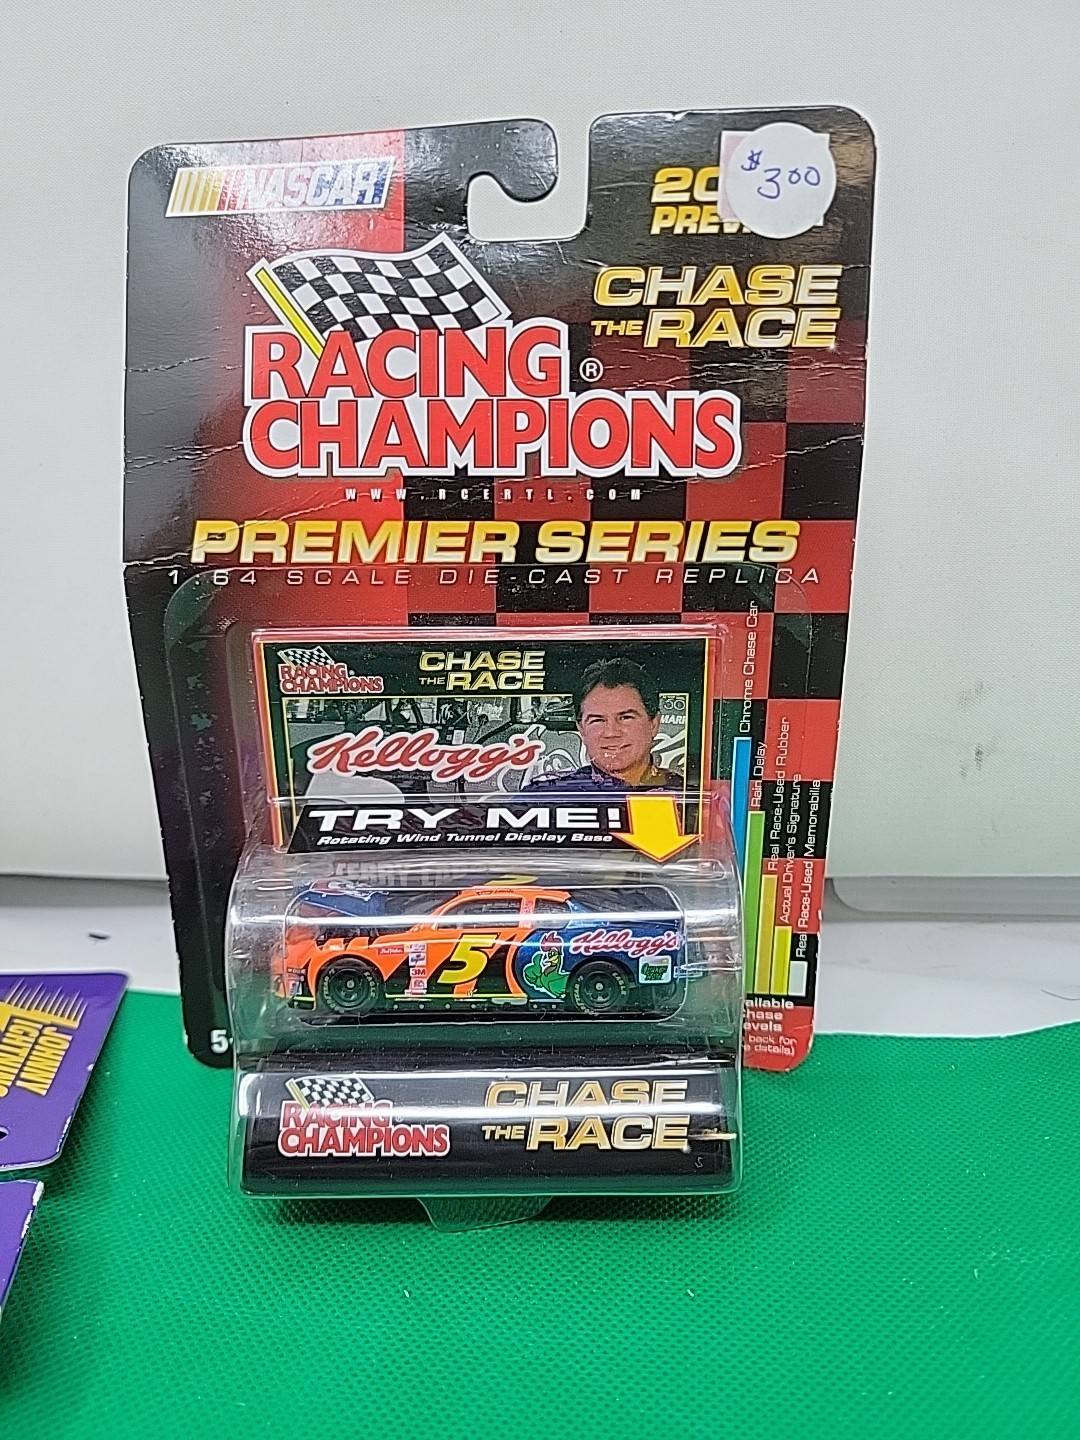 NASCAR
$3.00
CHASE
THE RACE
RACING ®
CHAMPIONS
WWW.RCERTL.COM
PREMIER SERIES
1:64 SCALE DIE-CAST REPLICA
Chrome Chase Car
Rain Delay
Real Race-Used Rubber
Actual Driver's Signature
Real Race-Used Memorabilia
RACING
CHAMPIONS
CHASE
THE RACE
Kellogg's
TRY ME!
Rotating Wind Tunnel Display Base
5
Kellogg's
3M
JOHNNY
RACING
CHAMPIONS
CHASE
THE RACE